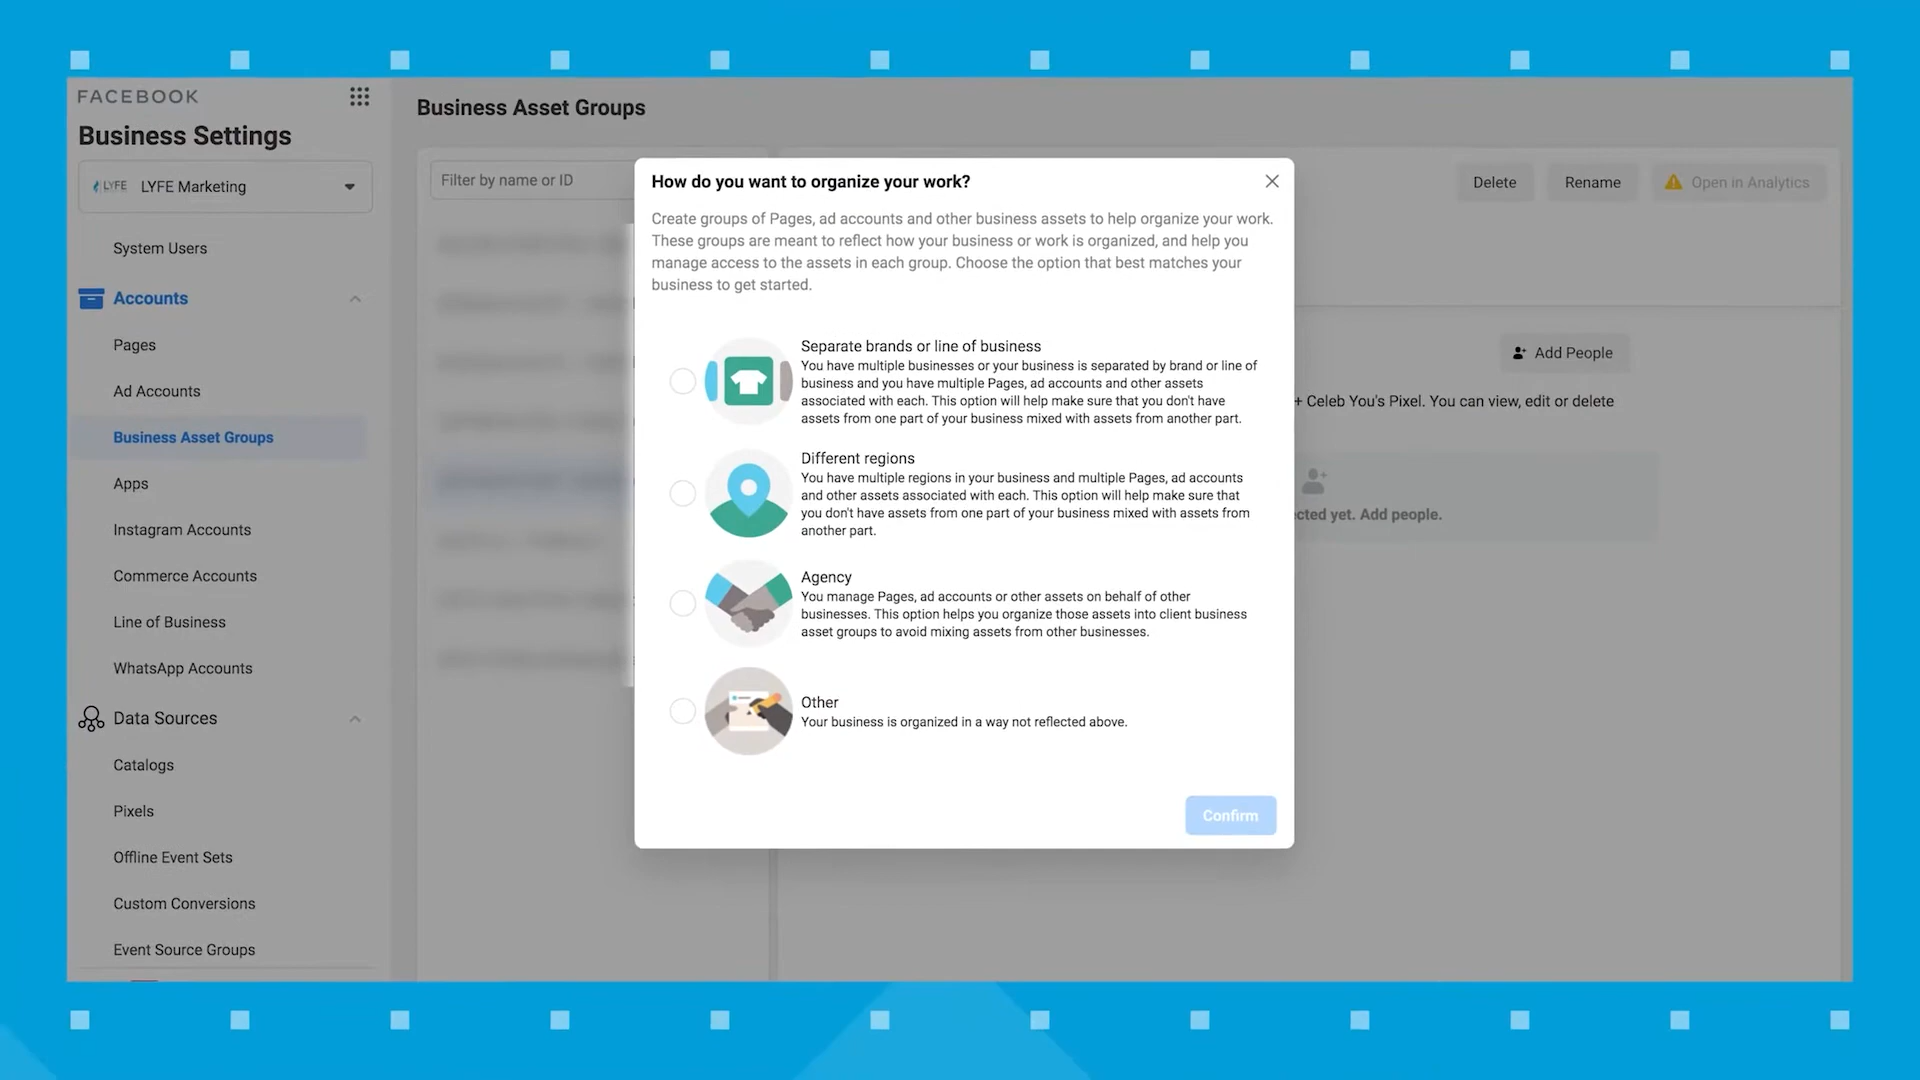 FACEBOOK
Business Settings
LYFE
LYFE Marketing
System Users
Accounts
Pages
Ad Accounts
Business Asset Groups
Apps
Instagram Accounts
Commerce Accounts
Line of Business
WhatsApp Accounts
Data Sources
Catalogs
Pixels
Offline Event Sets
Custom Conversions
Event Source Groups
Business Asset Groups
Filter by name or ID
Delete
Rename
Open in Analytics
Add People
+ Celeb You's Pixel. You can view, edit or delete
yet. Add people.
How do you want to organize your work?
Create groups of Pages, ad accounts and other business assets to help organize your work.
These groups are meant to reflect how your business or work is organized, and help you
manage access to the assets in each group. Choose the option that best matches your
business to get started.
Separate brands or line of business
You have multiple businesses or your business is separated by brand or line of
business and you have multiple Pages, ad accounts and other assets
associated with each. This option will help make sure that you don't have
assets from one part of your business mixed with assets from another part.
Different regions
You have multiple regions in your business and multiple Pages, ad accounts
and other assets associated with each. This option will help make sure that
you don't have assets from one part of your business mixed with assets from
another part.
Agency
You manage Pages, ad accounts or other assets on behalf of other
businesses. This option helps you organize those assets into client business
asset groups to avoid mixing assets from other businesses.
Other
Your business is organized in a way not reflected above.
Confirm